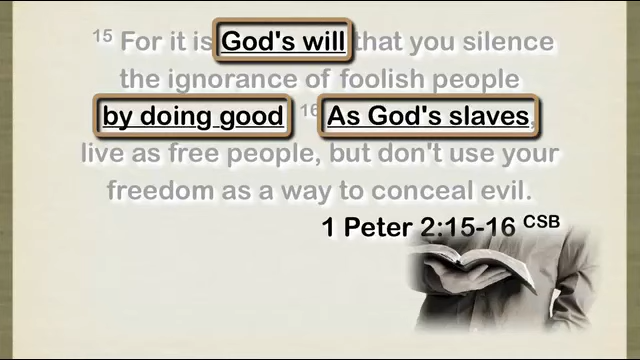 15 For it is God's will that you silence
the ignorance of foolish people
by doing good 16 As God's slaves,
live as free people, but don't use your
freedom as a way to conceal evil.
1 Peter 2:15-16 CSB